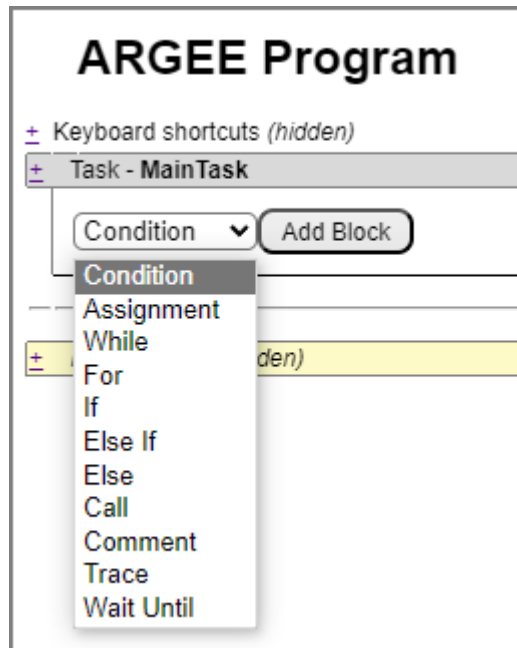 ARGEE Program
+ Keyboard shortcuts (hidden)
+ Task - MainTask
Condition Add Block
Condition
Assignment
While
+ den)
For
If
Else If
Else
Call
Comment
Trace
Wait Until